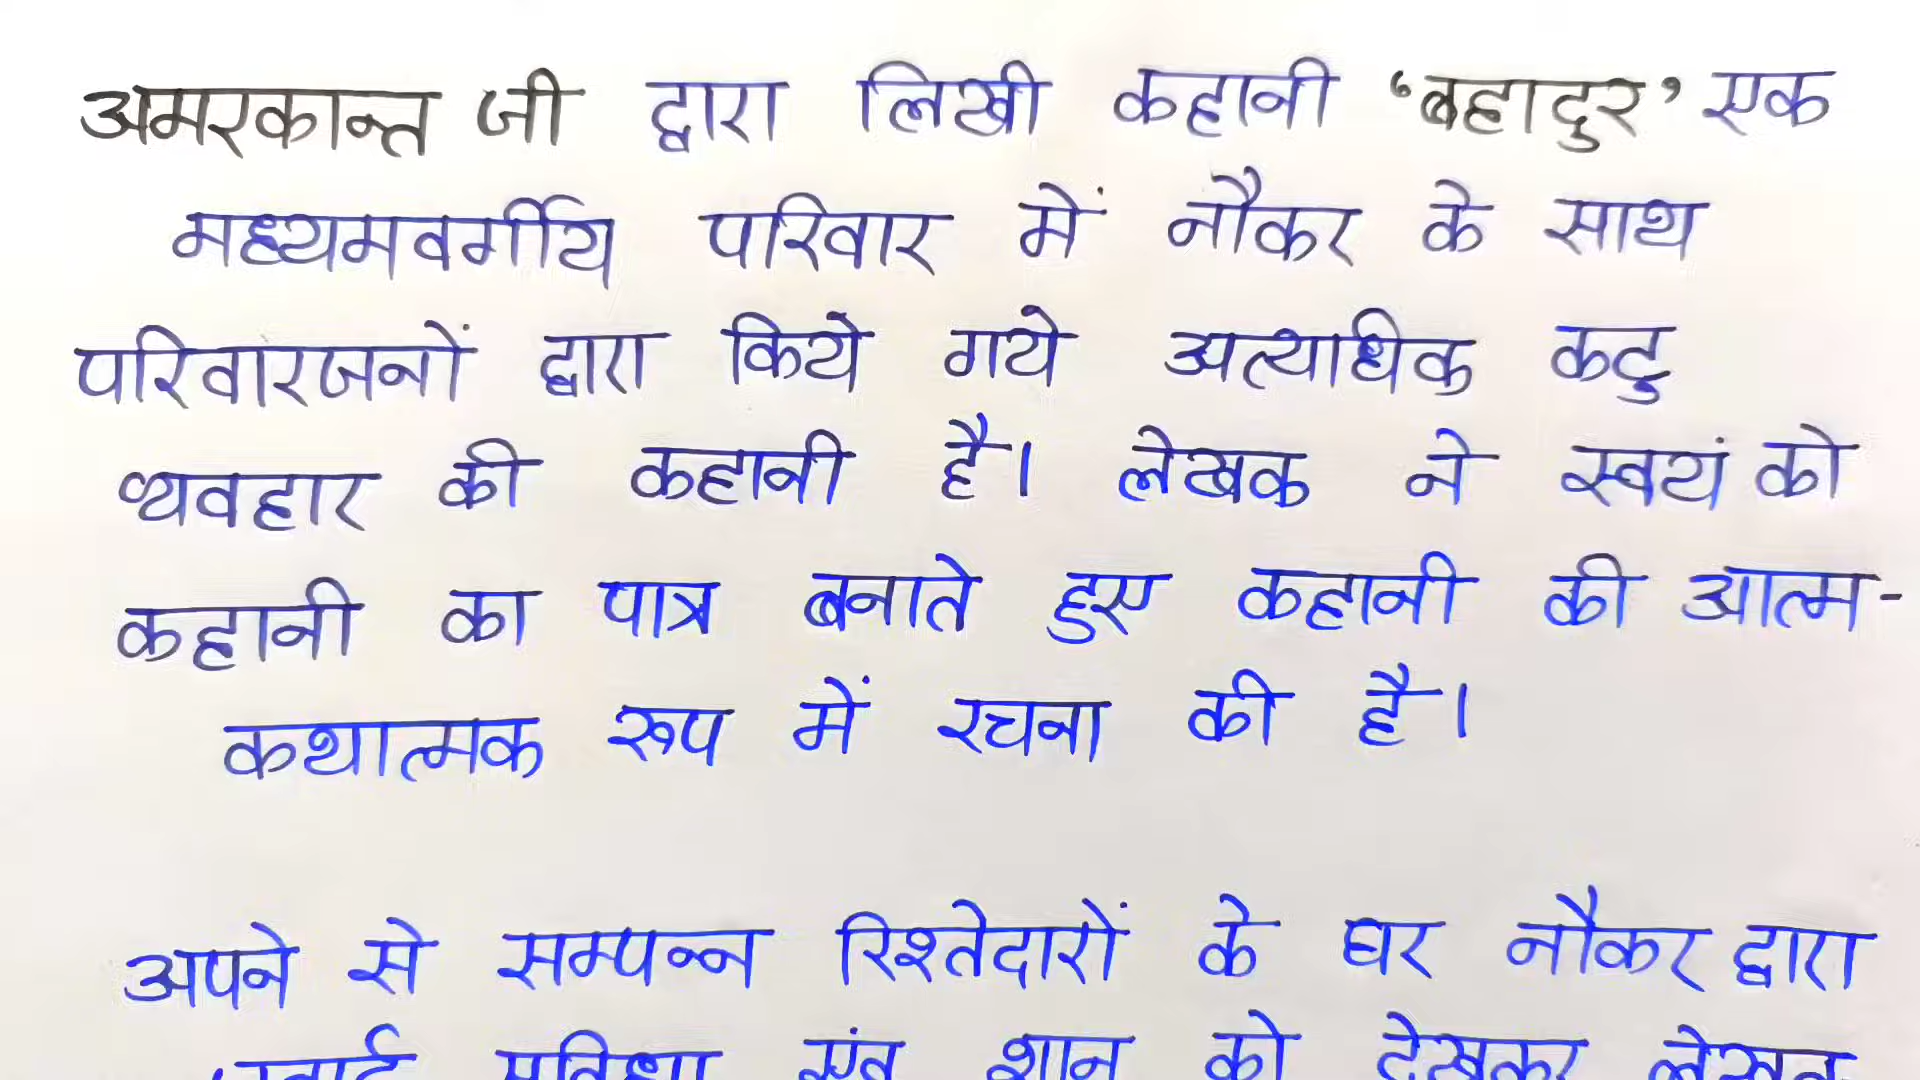 अमरकान्त जी द्वारा लिखी कहानी ‘बहादुर’ एक
मध्यमवर्गीय परिवार में नौकर के साथ
परिवारजनों द्वारा किये गये अत्याधिक कटु
व्यवहार की कहानी है। लेखक ने स्वयं को
कहानी का पात्र बनाते हुए कहानी की आत्म-
कथात्मक रूप में रचना की है।
अपने से सम्पन्न रिश्तेदारों के घर नौकर द्वारा
एंव शान को देखकर